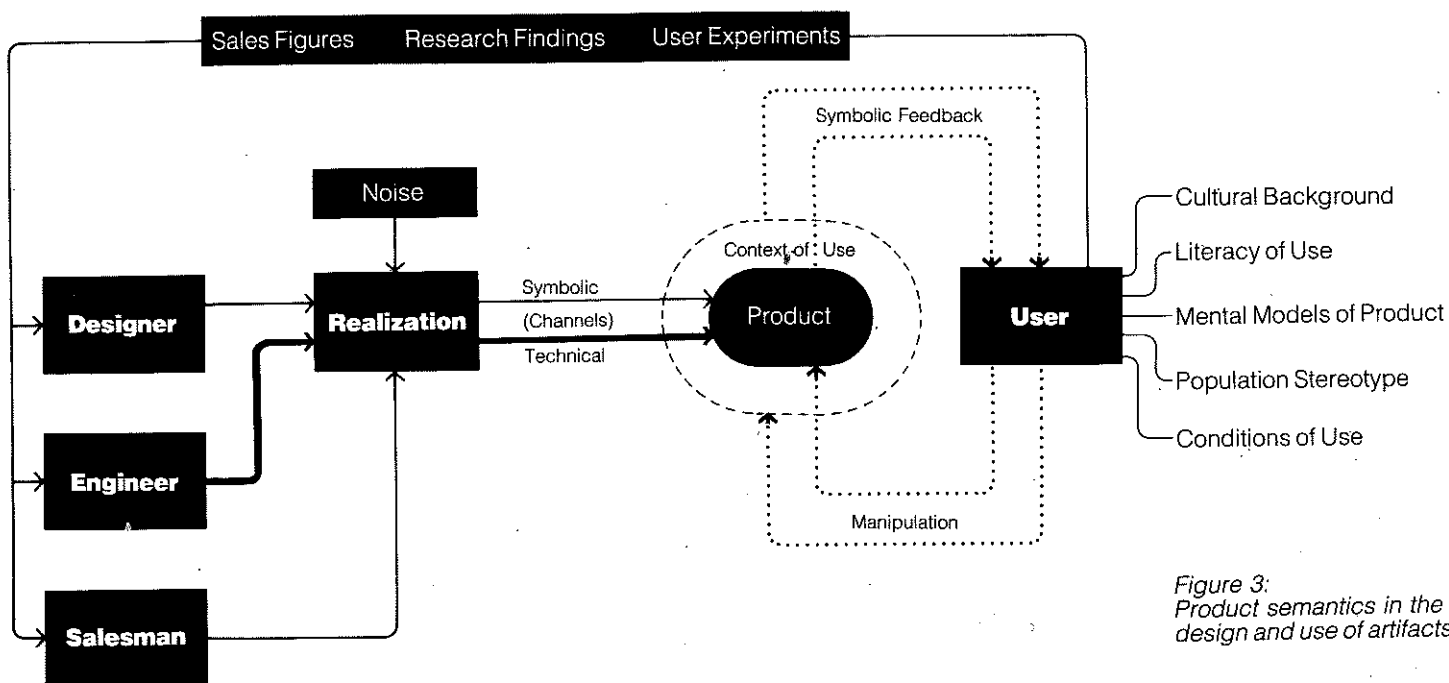 Sales Figures Research Findings User Experiments
Symbolic Feedback
Noise
Cultural Background
Context of Use
Literacy of Use
Symbolic
Designer
Realization
(Channels)
Product
User
Mental Models of Product
Technical
Population Stereotype
Conditions of Use
Engineer
Manipulation
Salesman
Figure 3:
Product semantics in the
design and use of artifacts